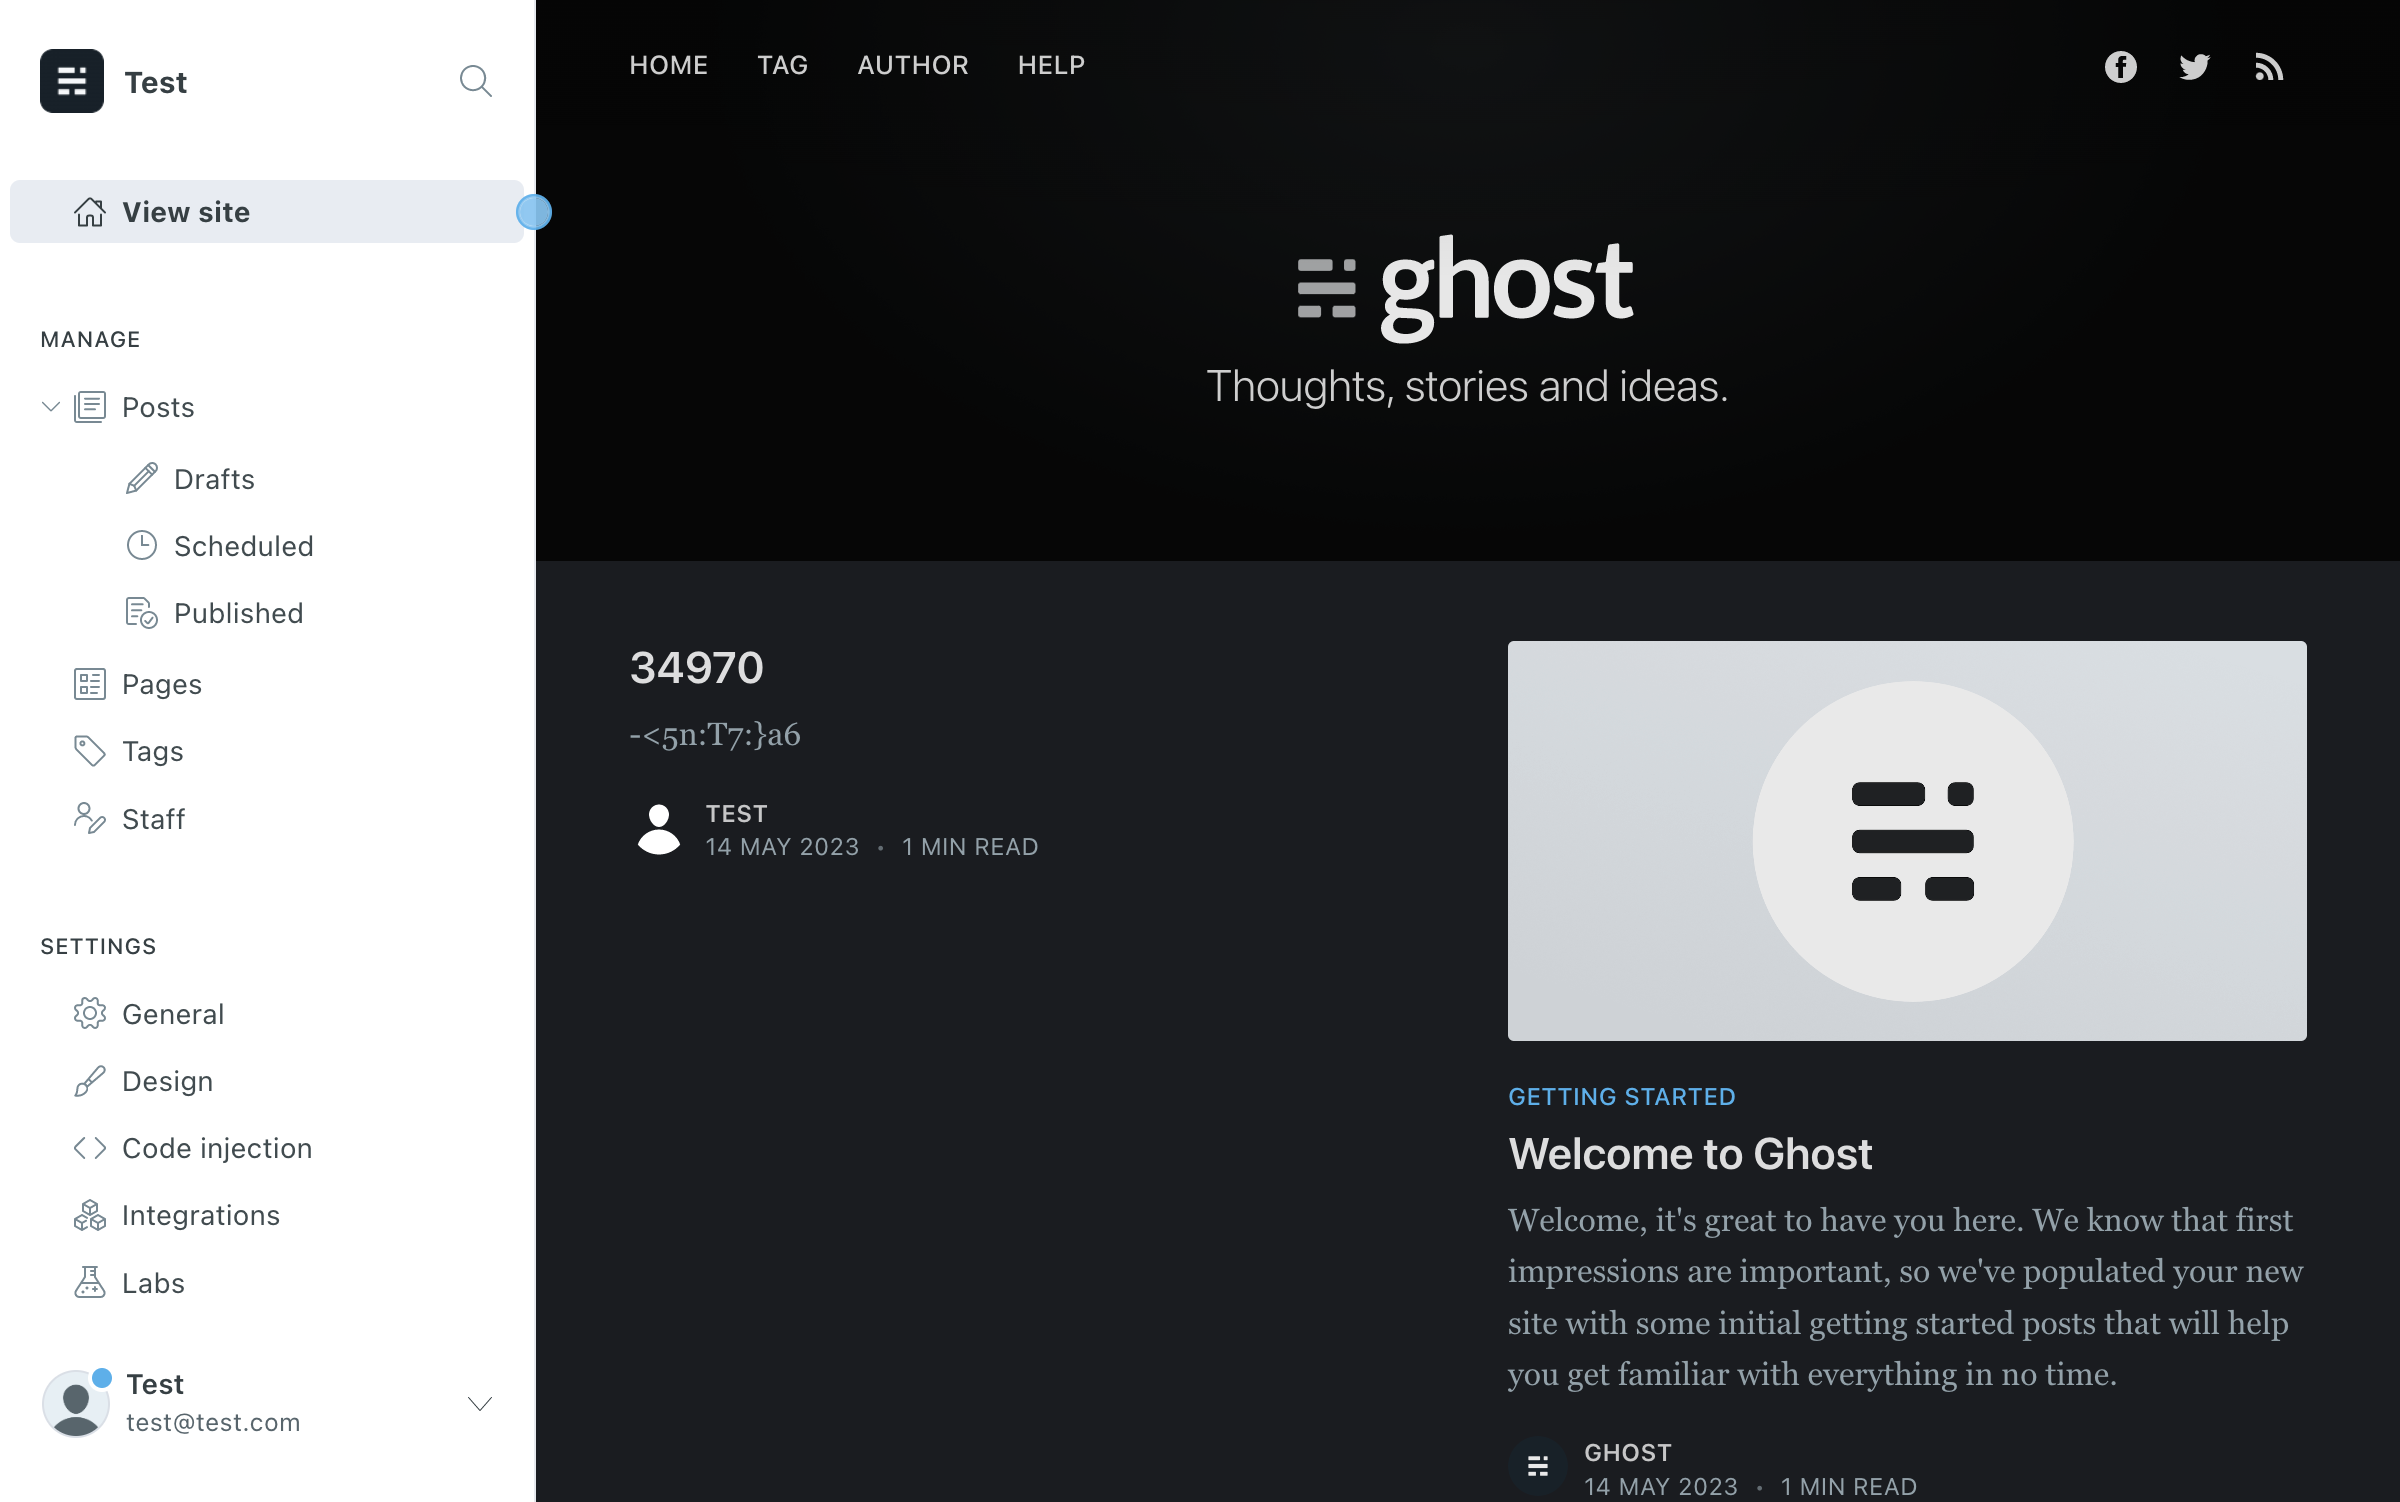 Test
View site
MANAGE
Posts
Drafts
Scheduled
Published
Pages
Tags
Staff
SETTINGS
General
Design
Code injection
Integrations
Labs
Test
test@test.com
HOME TAG AUTHOR HELP
ghost
Thoughts, stories and ideas.
34970
-<5n:T7:}a6
TEST
14 MAY 2023 • 1 MIN READ
GETTING STARTED
Welcome to Ghost
Welcome, it's great to have you here. We know that first
impressions are important, so we've populated your new
site with some initial getting started posts that will help
you get familiar with everything in no time.
GHOST
14 MAY 2023 • 1 MIN READ